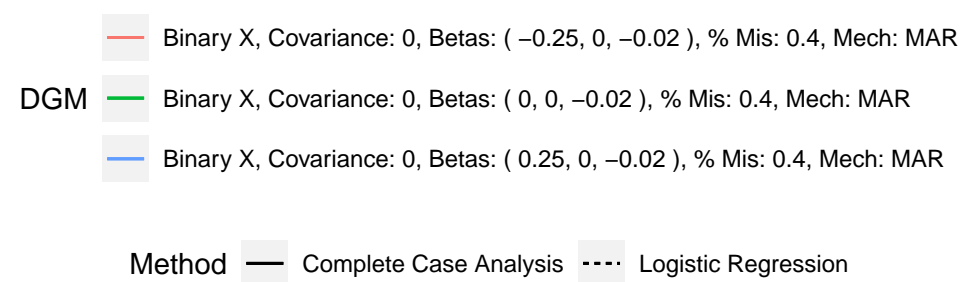 Binary X, Covariance: 0, Betas: ( −0.25, 0, −0.02 ), % Mis: 0.4, Mech: MAR
DGM Binary X, Covariance: 0, Betas: ( 0, 0, −0.02 ), % Mis: 0.4, Mech: MAR
Binary X, Covariance: 0, Betas: ( 0.25, 0, −0.02 ), % Mis: 0.4, Mech: MAR
Method Complete Case Analysis Logistic Regression